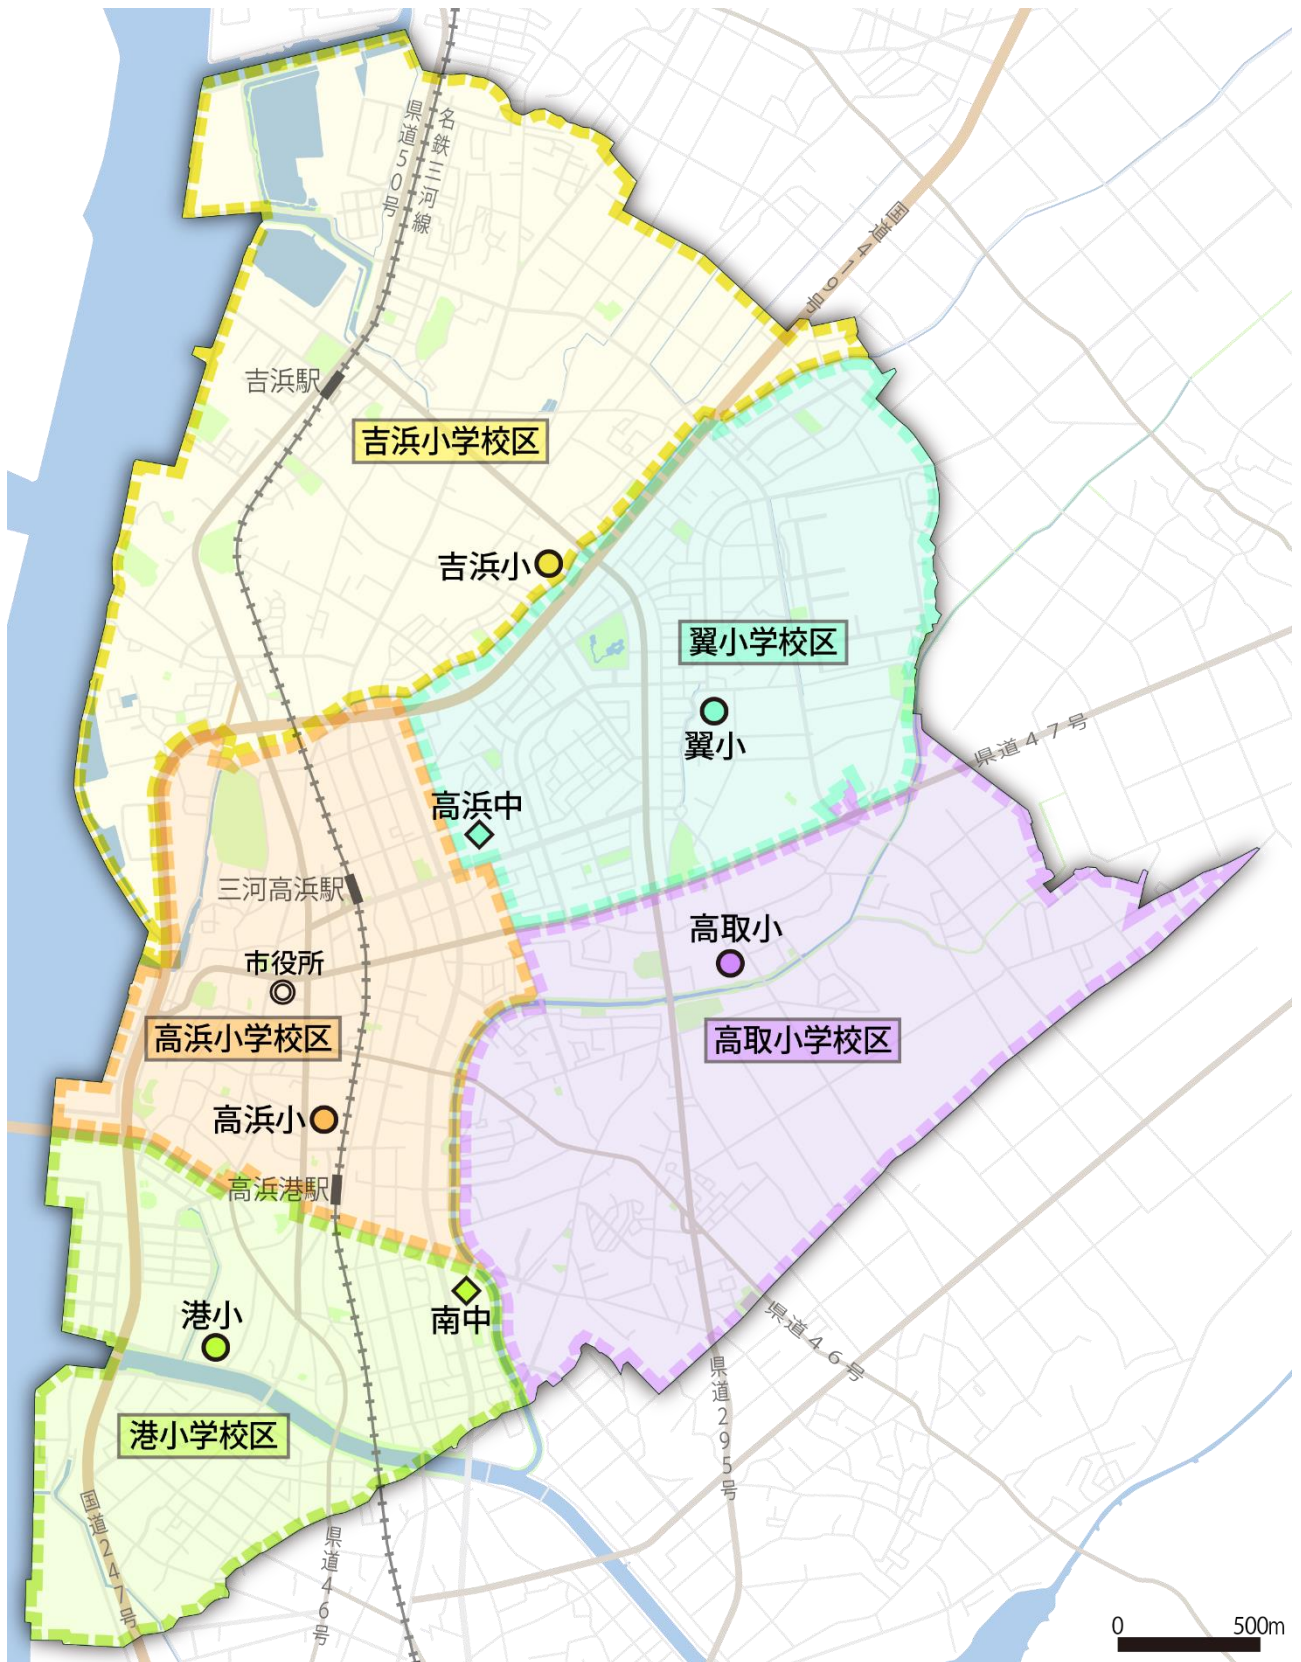 県道50号
名鉄三河線
国道419号
吉浜駅
吉浜小学校区
吉浜小
翼小学校区
翼小
県道47号
高浜中
三河高浜駅
高取小
市役所
高浜小学校区
高取小学校区
高浜小
高浜港駅
港小
南中
県道46号
県道295号
港小学校区
国道247号
県道46号
0 500m